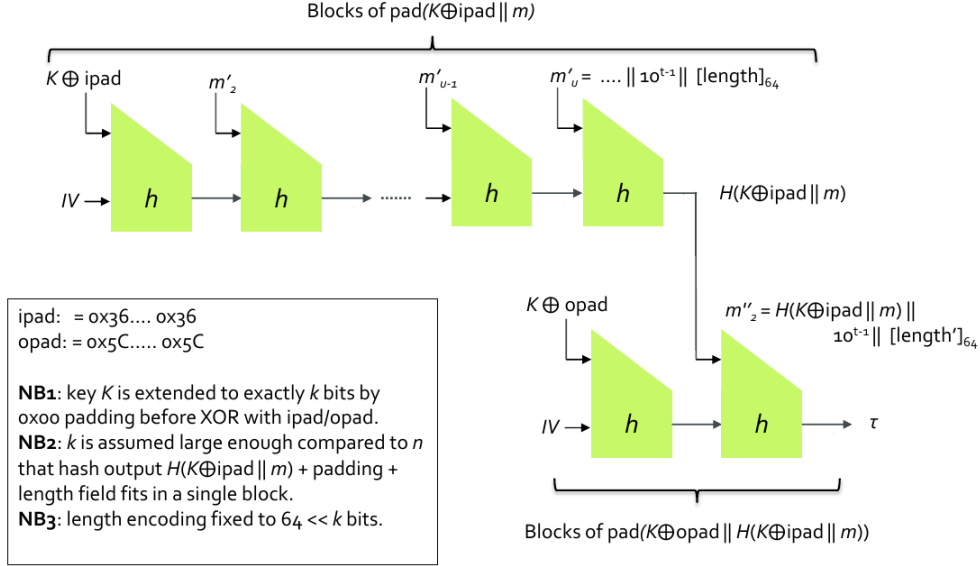 Blocks of pad(K⊕ipad || m)
K ⊕ ipad
m′₂
m′ᵤ₋₁
m′ᵤ = .... || 10ᵗ⁻¹ || [length]₆₄
IV
h
h
.......
h
h
H(K⊕ipad || m)
ipad: = 0x36.... 0x36
opad: = 0x5C..... 0x5C
NB1: key K is extended to exactly k bits by
0x00 padding before XOR with ipad/opad.
NB2: k is assumed large enough compared to n
that hash output H(K⊕ipad || m) + padding +
length field fits in a single block.
NB3: length encoding fixed to 64 << k bits.
K ⊕ opad
m′′₂ = H(K⊕ipad || m) ||
10ᵗ⁻¹ || [length′]₆₄
IV
h
h
τ
Blocks of pad(K⊕opad || H(K⊕ipad || m))